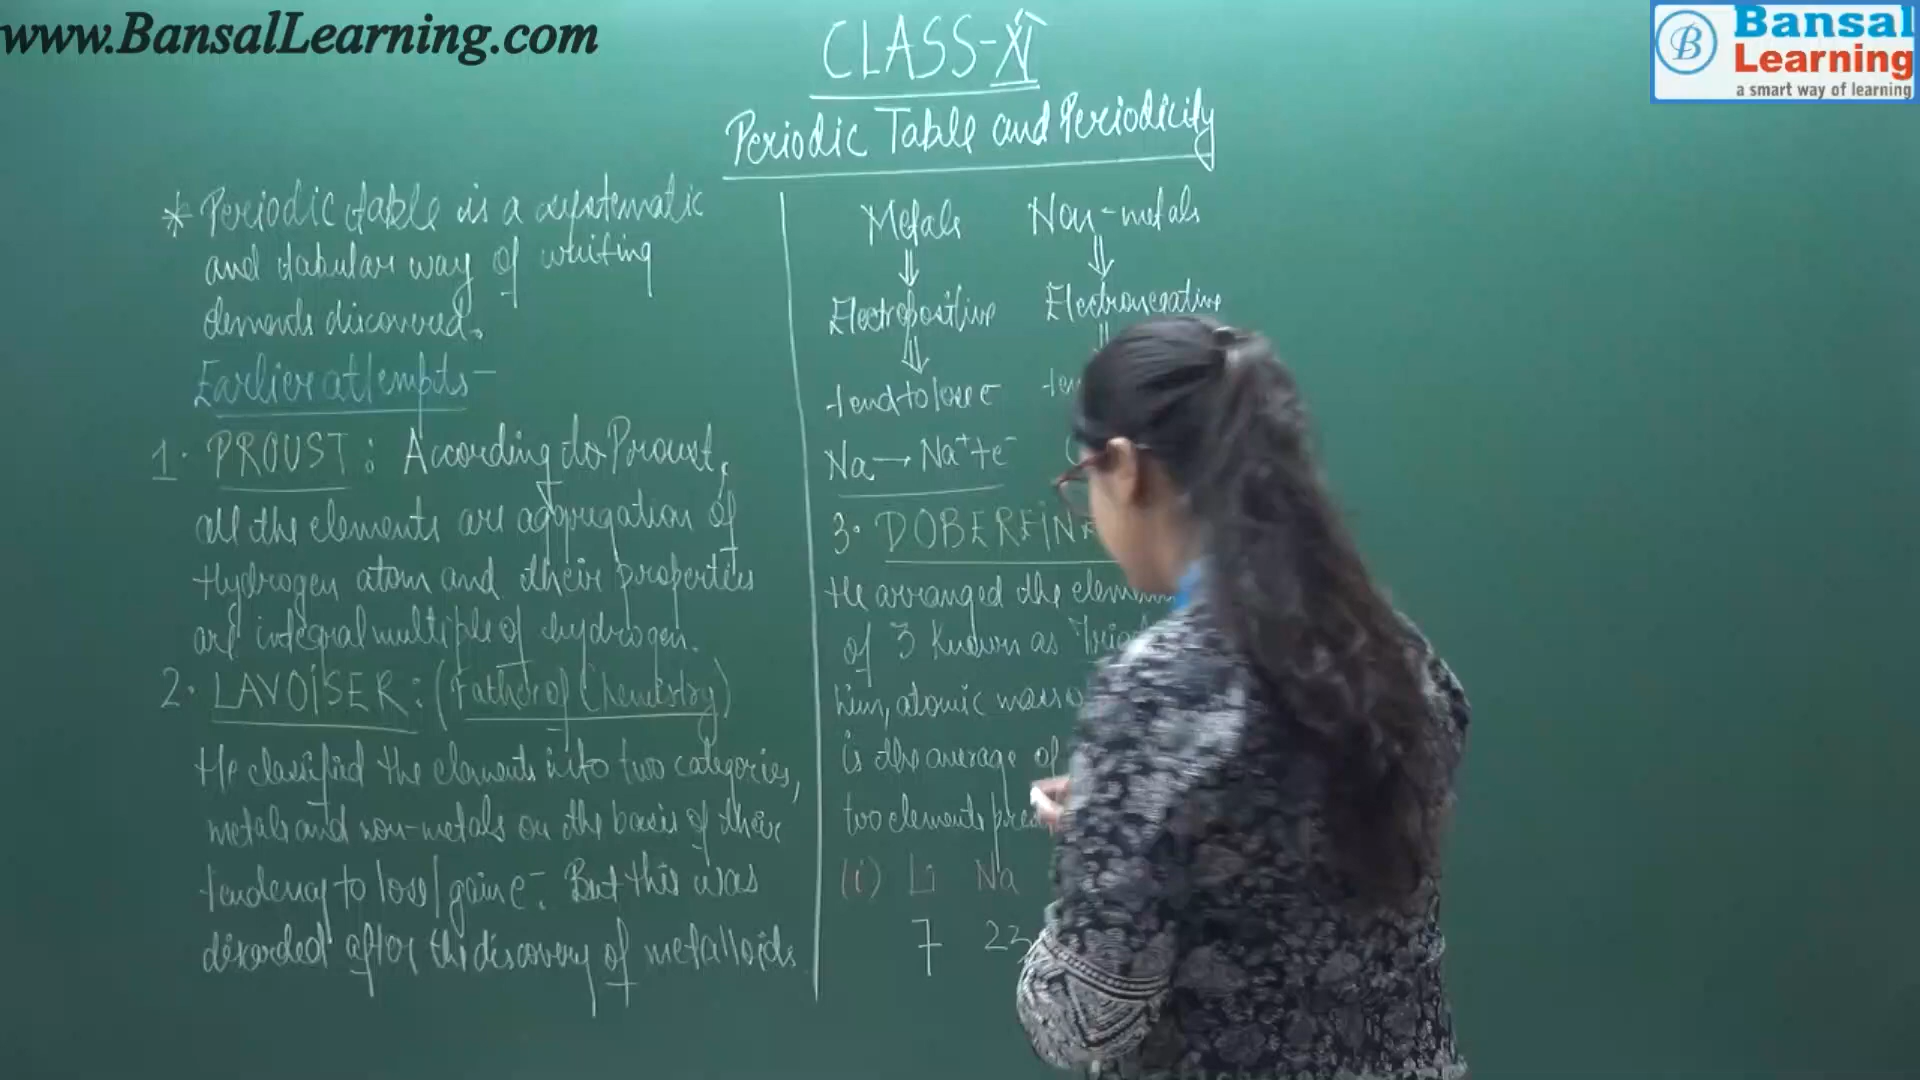 www.BansalLearning.com
Bansal
Learning
a smart way of learning
CLASS-XI
Periodic Table and Periodicity
* Periodic table is a systematic
and tabular way of writing
elements discovered.
Earlier attempts-
1. PROUST: According to Proust,
all the elements are aggregation of
Hydrogen atom and their properties
are integral multiple of hydrogen.
2. LAVOISER: (Father of Chemistry)
He classified the elements into two categories,
metals and non-metals on the basis of their
tendency to lose/gain e-. But this was
discarded after the discovery of metalloids.
Metals Non-metals
⇓ ⇓
Electropositive Electronegative
⇓ ⇓
tend to lose e-
Na → Na⁺+e⁻
3. DOBEREINE
He arranged the elemen
of 3 known as Triad
him, atomic mass o
is the average of
two elements pre
(i) Li Na
7 23